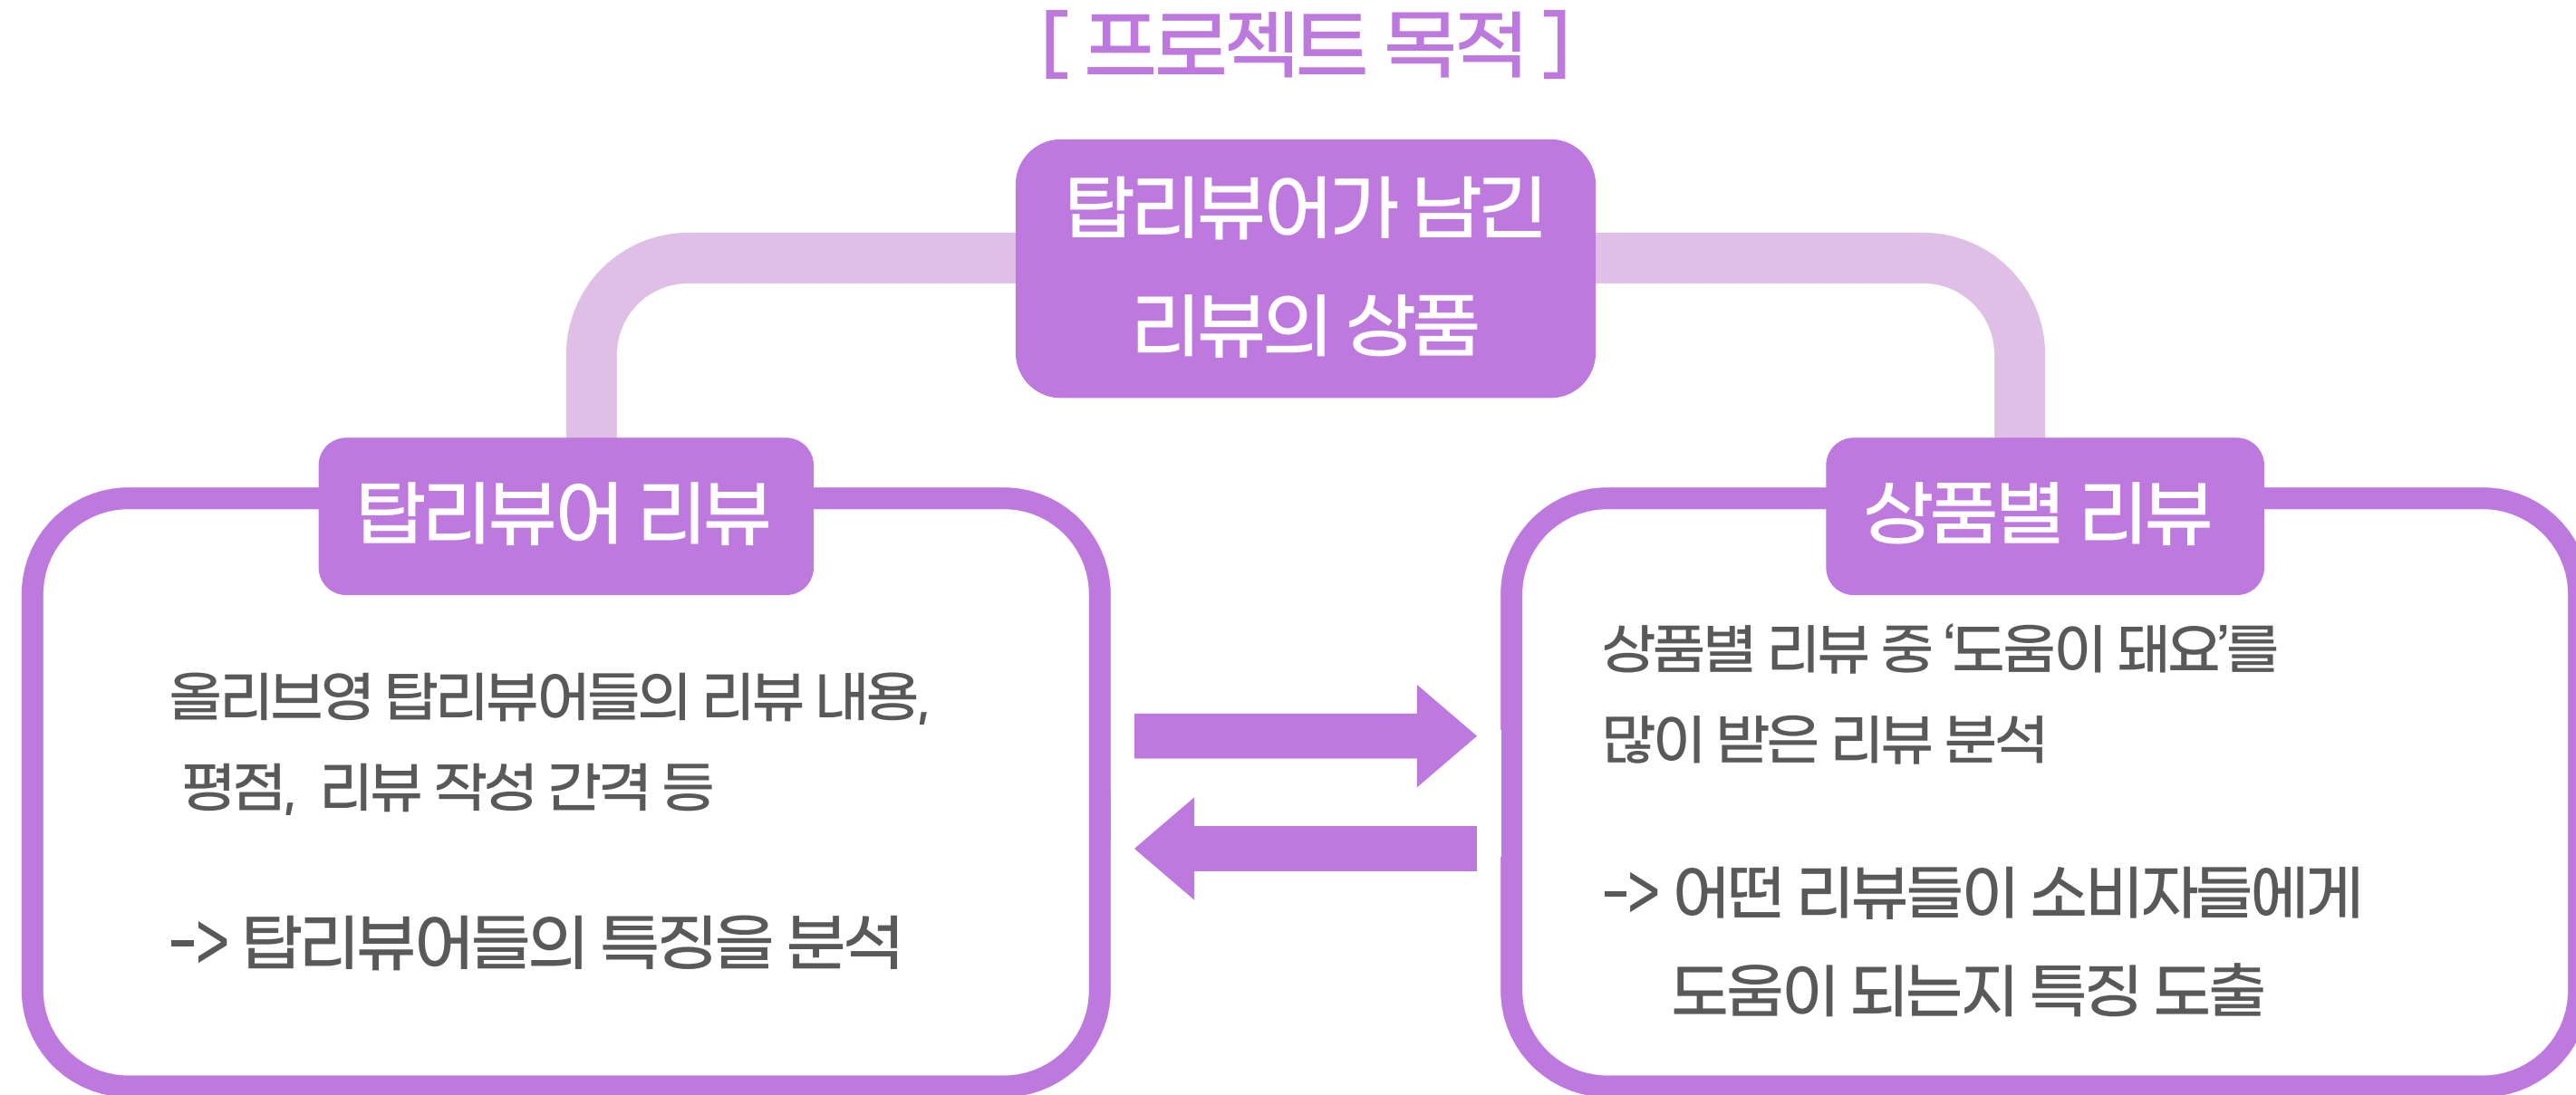 [ 프로젝트 목적 ]
탑리뷰어가 남긴
리뷰의 상품
탑리뷰어 리뷰
올리브영 탑리뷰어들의 리뷰 내용,
평점, 리뷰 작성 간격 등
-> 탑리뷰어들의 특징을 분석
상품별 리뷰
상품별 리뷰 중 ‘도움이 돼요’를
많이 받은 리뷰 분석
-> 어떤 리뷰들이 소비자들에게
도움이 되는지 특징 도출